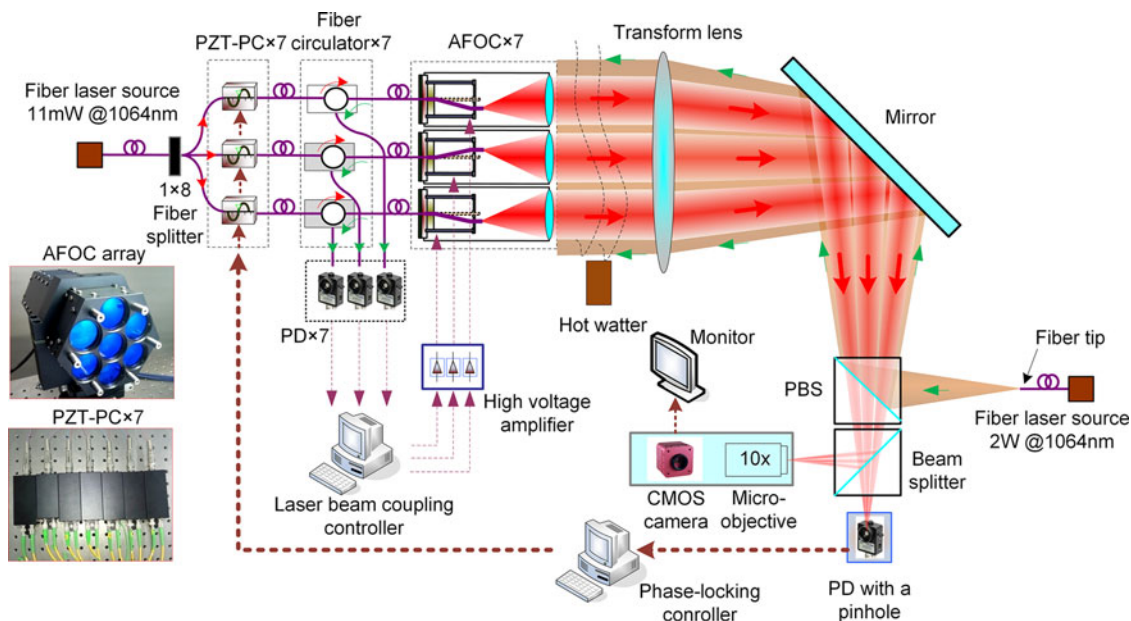 Fiber
PZT-PC×7 circulator×7
AFOC×7
Transform lens
Fiber laser source
11mW @1064nm
Mirror
1×8
Fiber
splitter
AFOC array
PD×7
Hot watter
Monitor
Fiber tip
PBS
High voltage
amplifier
Fiber laser source
2W @1064nm
PZT-PC×7
10x
Beam
splitter
Laser beam coupling
controller
CMOS
camera
Micro-
objective
Phase-locking
conroller
PD with a
pinhole